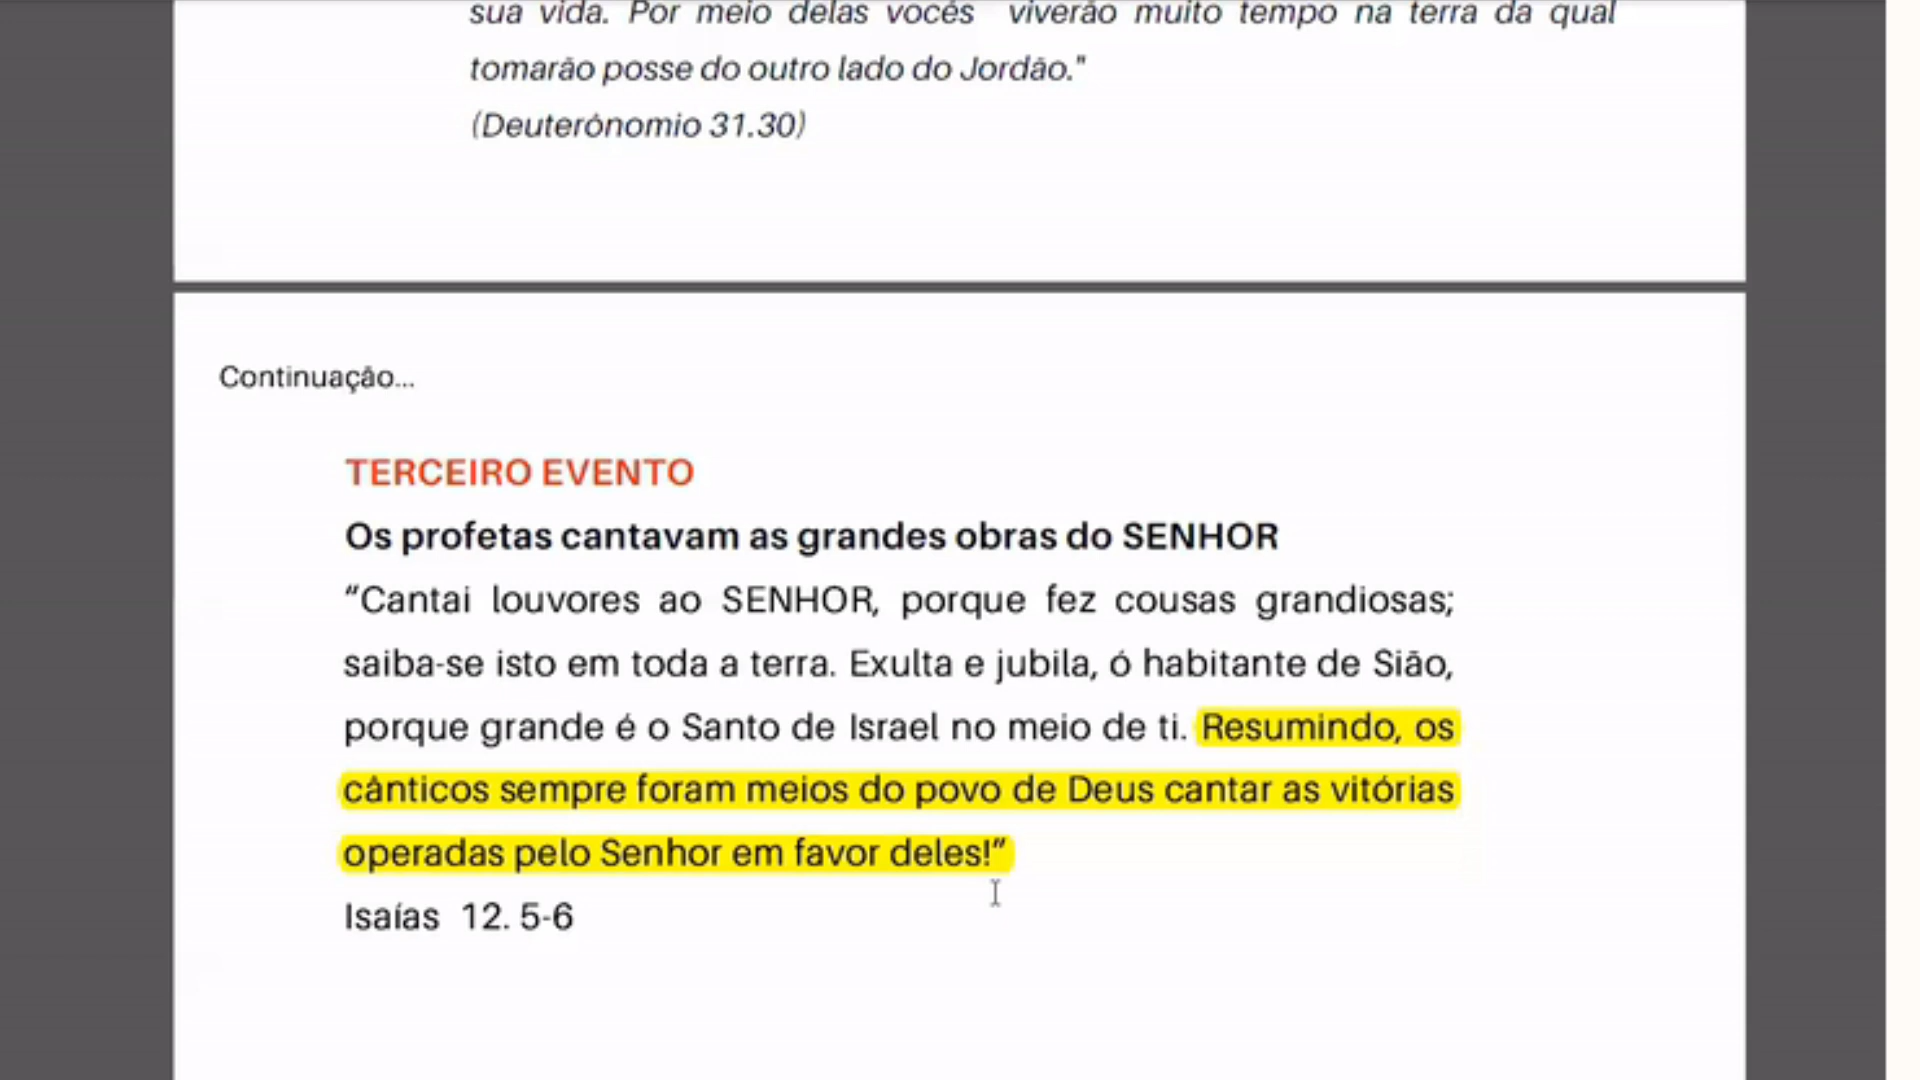 sua vida. Por meio delas vocês viverão muito tempo na terra da qual
tomarão posse do outro lado do Jordão."
(Deuterónomio 31.30)
Continuação...
TERCEIRO EVENTO
Os profetas cantavam as grandes obras do SENHOR
“Cantai louvores ao SENHOR, porque fez cousas grandiosas;
saiba-se isto em toda a terra. Exulta e jubila, ó habitante de Sião,
porque grande é o Santo de Israel no meio de ti. Resumindo, os
cânticos sempre foram meios do povo de Deus cantar as vitórias
operadas pelo Senhor em favor deles!”
Isaías 12. 5-6